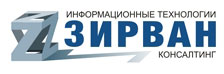 ИНФОРМАЦИОННЫЕ ТЕХНОЛОГИИ
ЗИРВАН
КОНСАЛТИНГ